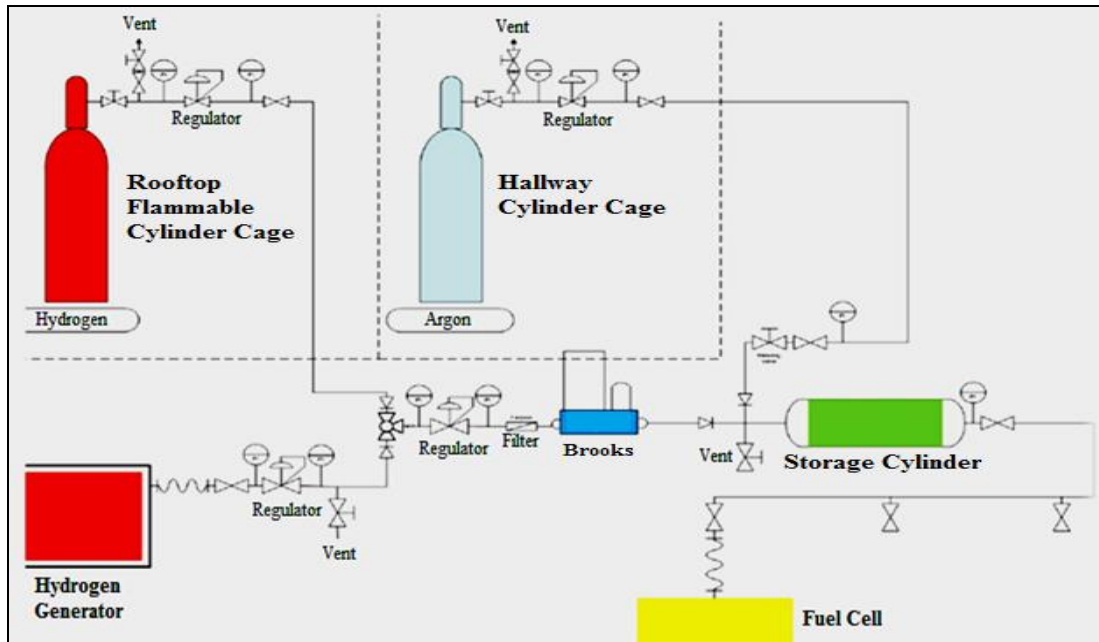 Vent
Vent
Regulator
Regulator
Rooftop
Flammable
Cylinder Cage
Hallway
Cylinder Cage
Hydrogen
Argon
Regulator
Filter
Brooks
Vent
Storage Cylinder
Regulator
Vent
Hydrogen
Generator
Fuel Cell